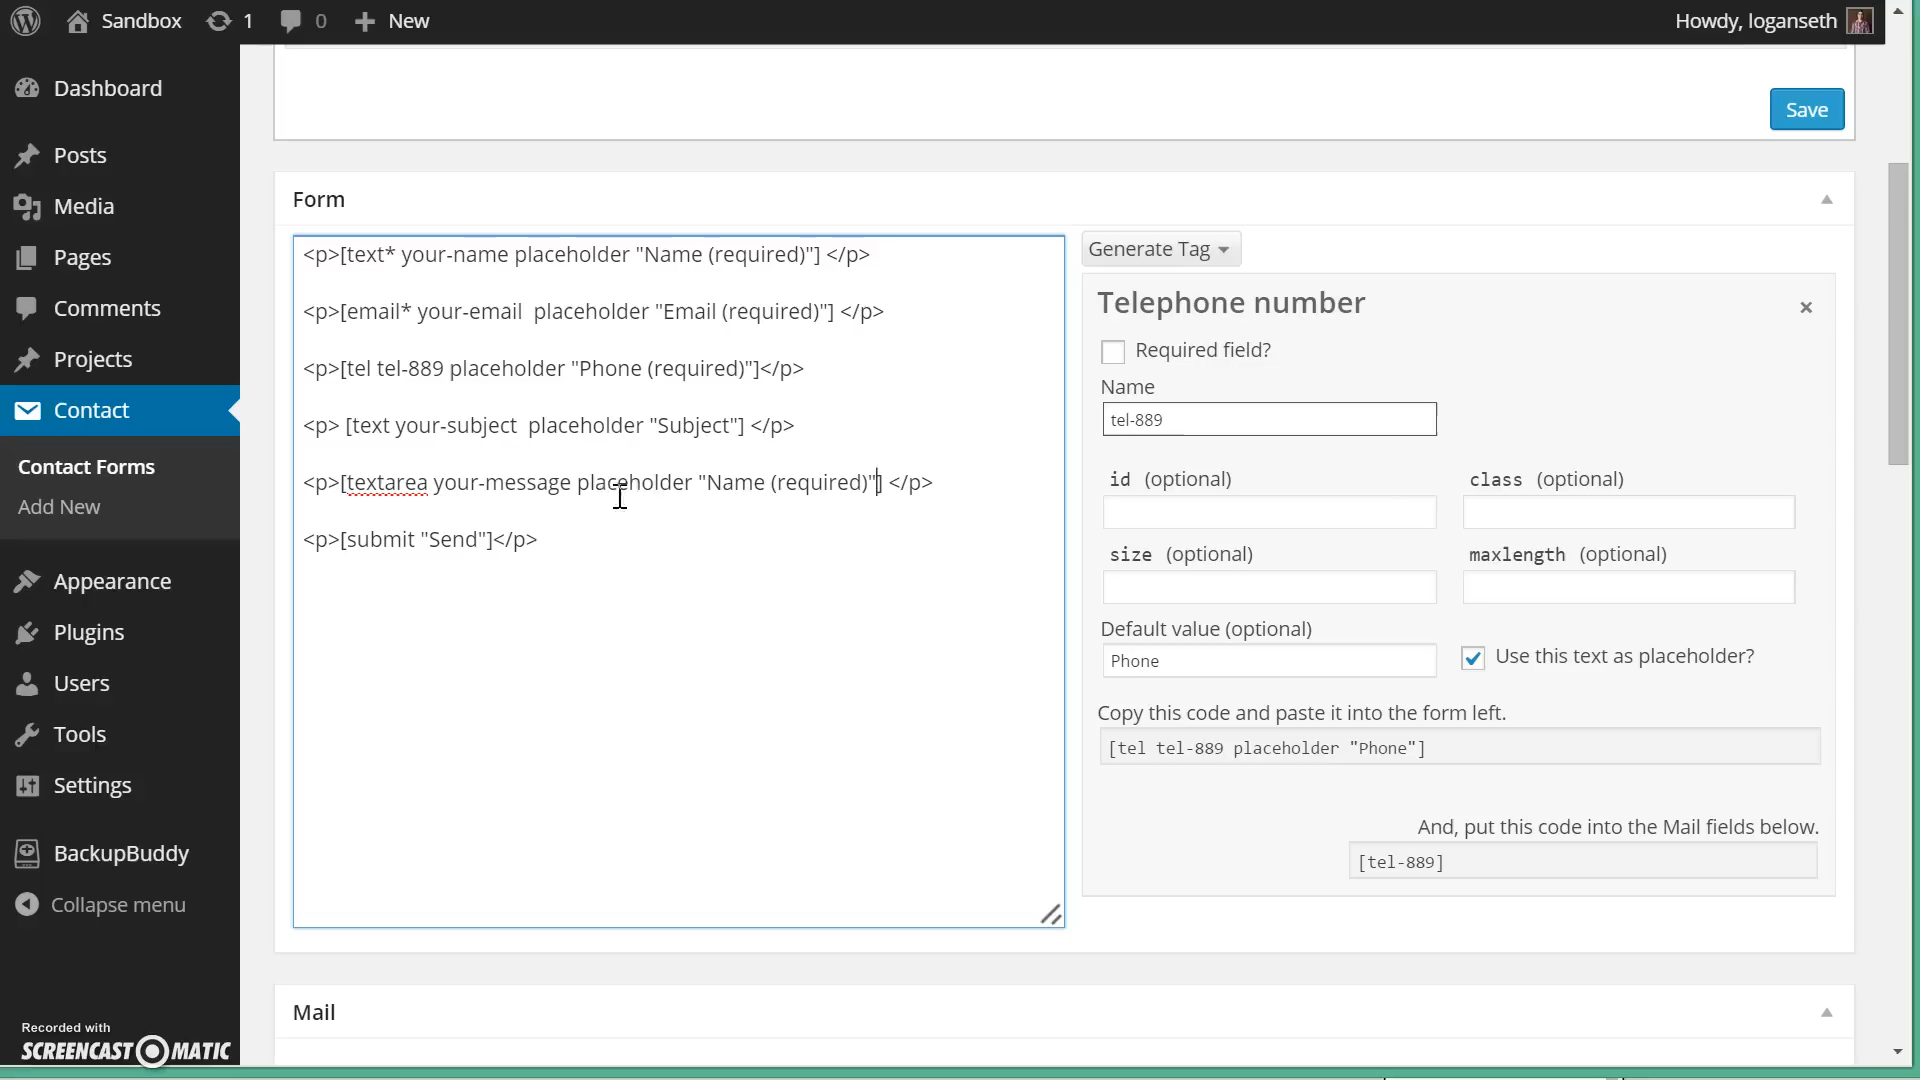 Sandbox 1 0 New Howdy, loganseth
Dashboard
Posts
Media
Pages
Comments
Projects
Contact
Contact Forms
Add New
Appearance
Plugins
Users
Tools
Settings
BackupBuddy
Collapse menu
Recorded with
SCREENCAST MATIC
Save
Form
<p>[text* your-name placeholder "Name (required)"] </p>
<p>[email* your-email  placeholder "Email (required)"] </p>
<p>[tel tel-889 placeholder "Phone (required)"]</p>
<p> [text your-subject  placeholder "Subject"] </p>
<p>[textarea your-message placeholder "Name (required)"] </p>
<p>[submit "Send"]</p>
Generate Tag
Telephone number
Required field?
Name
tel-889
id (optional) class (optional)
size (optional) maxlength (optional)
Default value (optional)
Phone Use this text as placeholder?
Copy this code and paste it into the form left.
[tel tel-889 placeholder "Phone"]
And, put this code into the Mail fields below.
[tel-889]
Mail